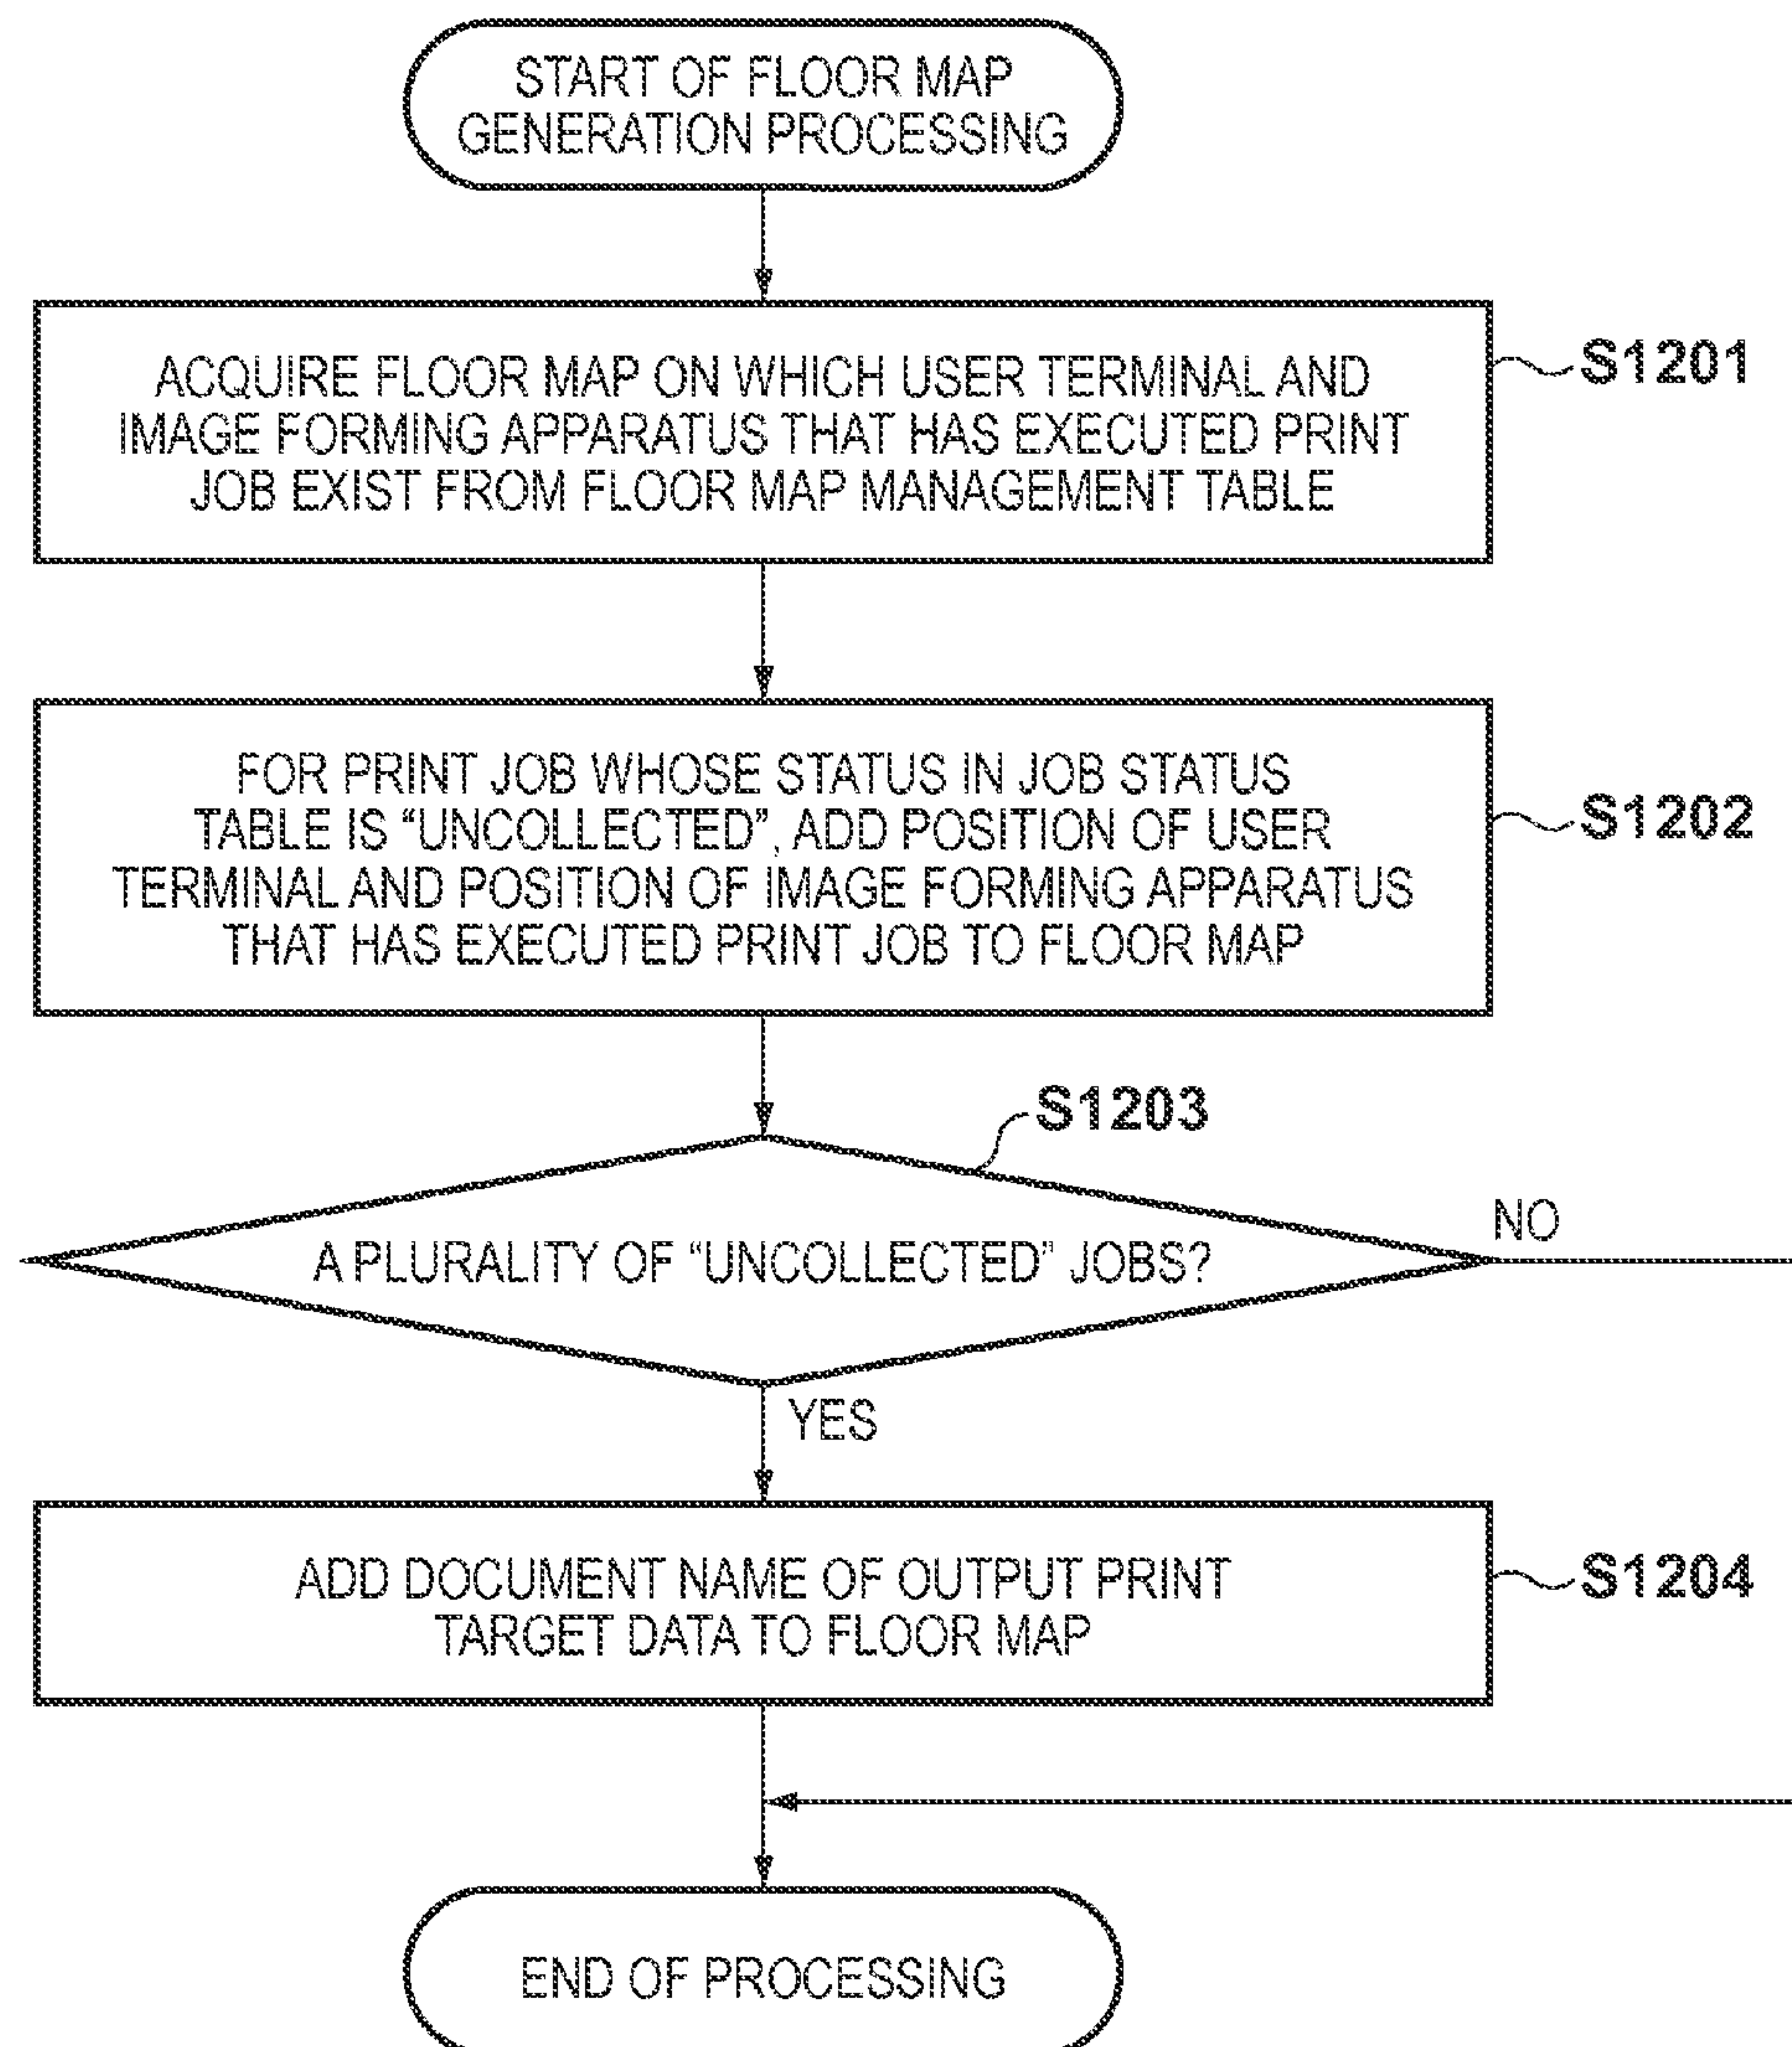 START OF FLOOR MAP
GENERATION PROCESSING
ACQUIRE FLOOR MAP ON WHICH USER TERMINAL AND
IMAGE FORMING APPARATUS THAT HAS EXECUTED PRINT
JOB EXIST FROM FLOOR MAP MANAGEMENT TABLE
S1201
FOR PRINT JOB WHOSE STATUS IN JOB STATUS
TABLE IS “UNCOLLECTED”, ADD POSITION OF USER
TERMINAL AND POSITION OF IMAGE FORMING APPARATUS
THAT HAS EXECUTED PRINT JOB TO FLOOR MAP
S1202
S1203
A PLURALITY OF “UNCOLLECTED” JOBS?
NO
YES
ADD DOCUMENT NAME OF OUTPUT PRINT
TARGET DATA TO FLOOR MAP
S1204
END OF PROCESSING